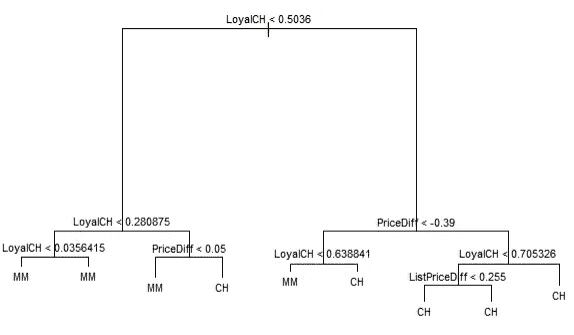 LoyalCH < 0.5036
LoyalCH < 0.280875
PriceDiff < -0.39
LoyalCH < 0.0356415
PriceDiff < 0.05
LoyalCH < 0.638841
LoyalCH < 0.705326
MM
MM
MM
CH
MM
CH
ListPriceDiff < 0.255
CH
CH
CH